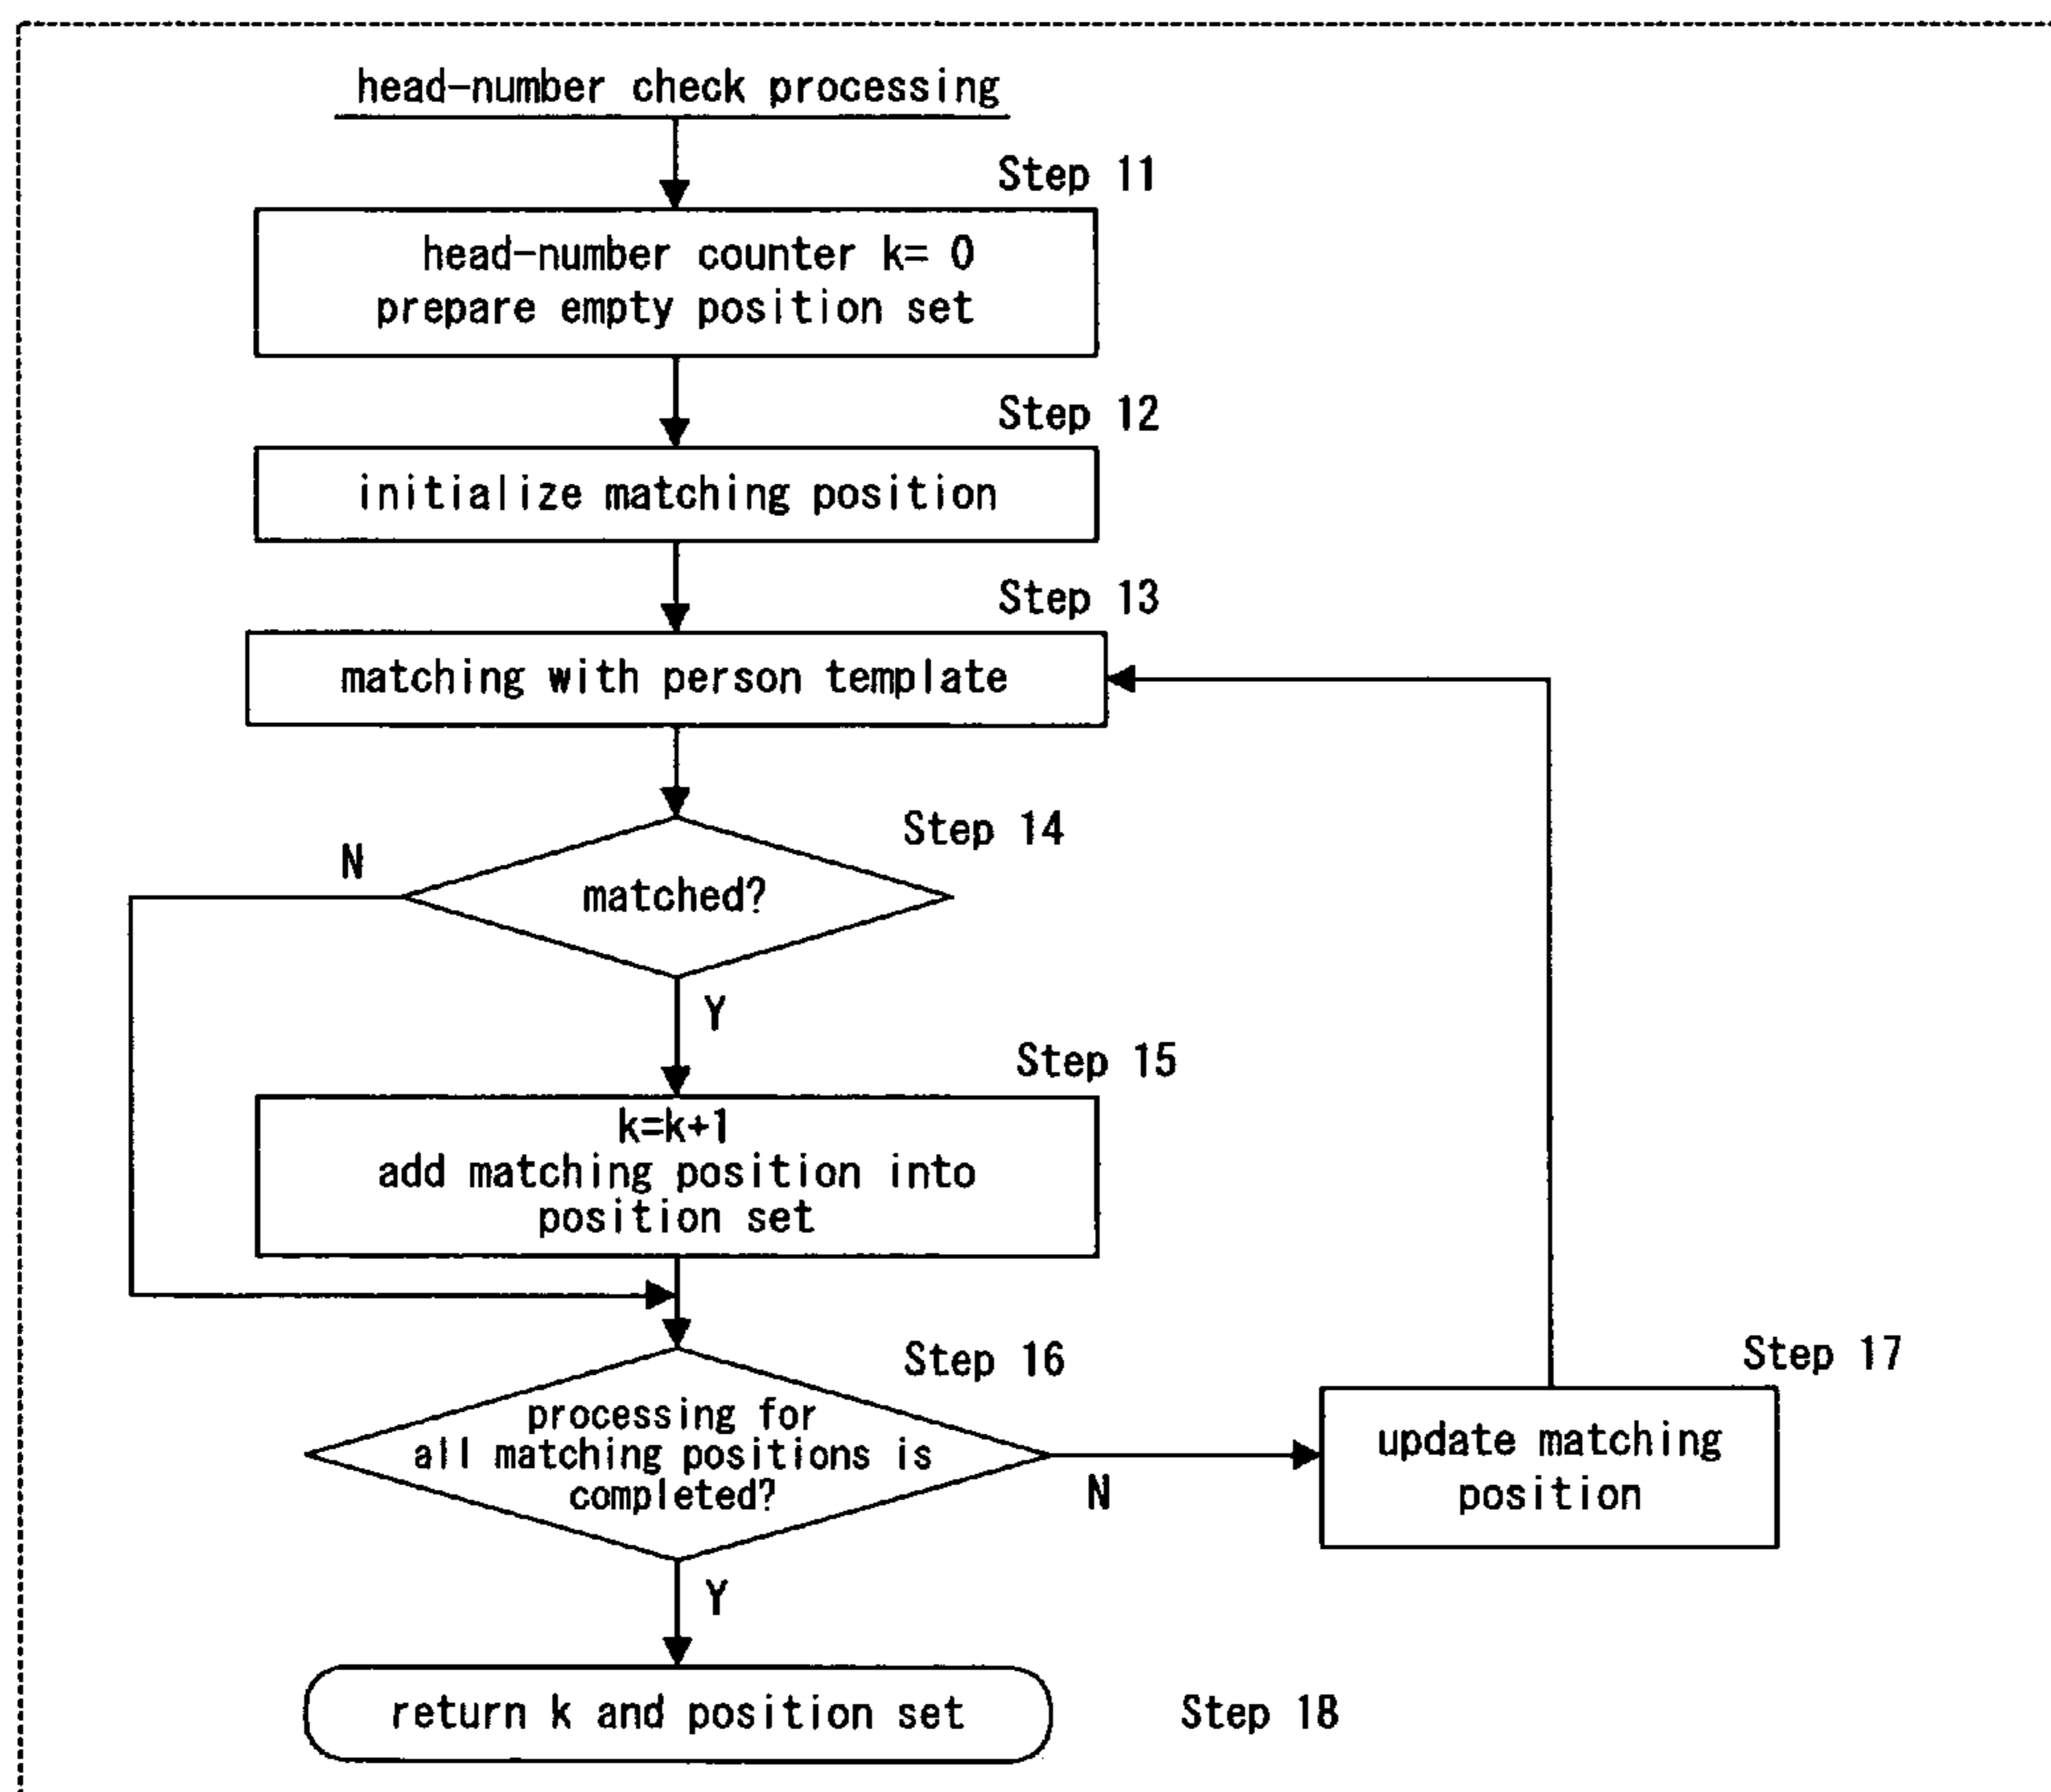 head-number check processing
Step 11
head-number counter k= 0
prepare empty position set
Step 12
initialize matching position
Step 13
matching with person template
Step 14
N
matched?
Y
Step 15
k=k+1
add matching position into
position set
Step 16
processing for
all matching positions is
completed?
N
Step 17
update matching
position
Y
return k and position set
Step 18